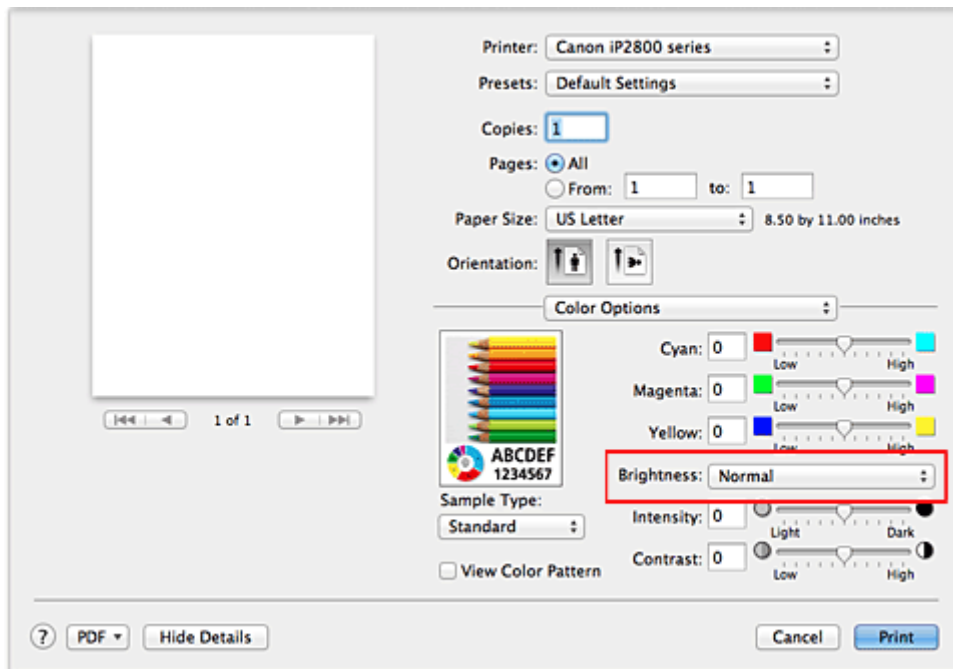 Printer: Canon iP2800 series
Presets: Default Settings
Copies: 1
Pages: All
From: 1 to: 1
Paper Size: US Letter 8.50 by 11.00 inches
Orientation:
Color Options
1 of 1
ABCDEF
1234567
Sample Type:
Standard
View Color Pattern
Cyan: 0
Low High
Magenta: 0
Low High
Yellow: 0
Low High
Brightness: Normal
Intensity: 0
Light Dark
Contrast: 0
Low High
? PDF Hide Details Cancel Print